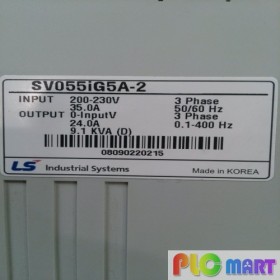 SV055iG5A-2
INPUT 200-230V 3 Phase
35.0A 50/60 Hz
OUTPUT 0-InputV 3 Phase
24.0A 0.1-400 Hz
9.1 KVA (D)
08090220215
LS Industrial Systems Made in KOREA
PLC mart